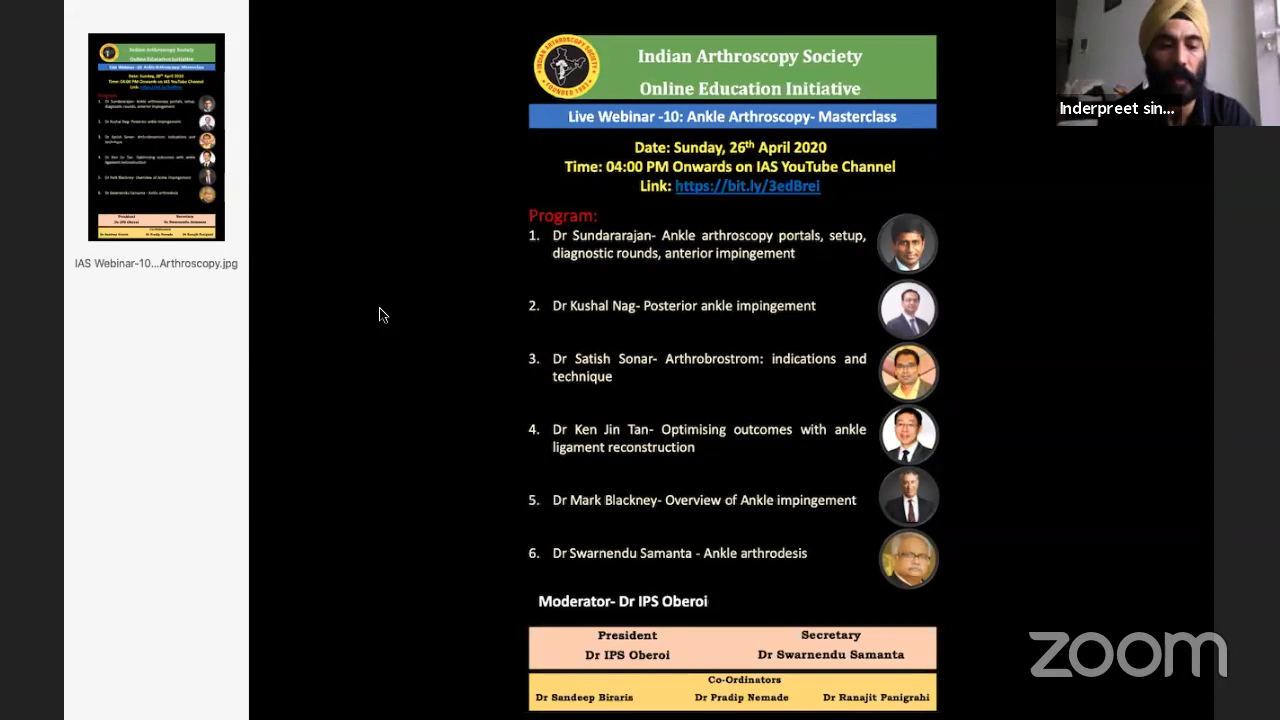 Indian Arthroscopy Society
Online Education Initiative
Live Webinar -10: Ankle Arthroscopy- Masterclass
Date: Sunday, 26th April 2020
Time: 04:00 PM Onwards on IAS YouTube Channel
Link: https://bit.ly/3edBrei
Program:
1. Dr Sundararajan- Ankle arthroscopy portals, setup,
diagnostic rounds, anterior impingement
2. Dr Kushal Nag- Posterior ankle impingement
3. Dr Satish Sonar- Arthrobrostrom: indications and
technique
4. Dr Ken Jin Tan- Optimising outcomes with ankle
ligament reconstruction
5. Dr Mark Blackney- Overview of Ankle impingement
6. Dr Swarnendu Samanta - Ankle arthrodesis
Moderator- Dr IPS Oberoi
President
Dr IPS Oberoi
Secretary
Dr Swarnendu Samanta
Co-Ordinators
Dr Sandeep Biraris Dr Pradip Nemade Dr Ranajit Panigrahi
IAS Webinar-10...Arthroscopy.jpg
Inderpreet sin...
zoom